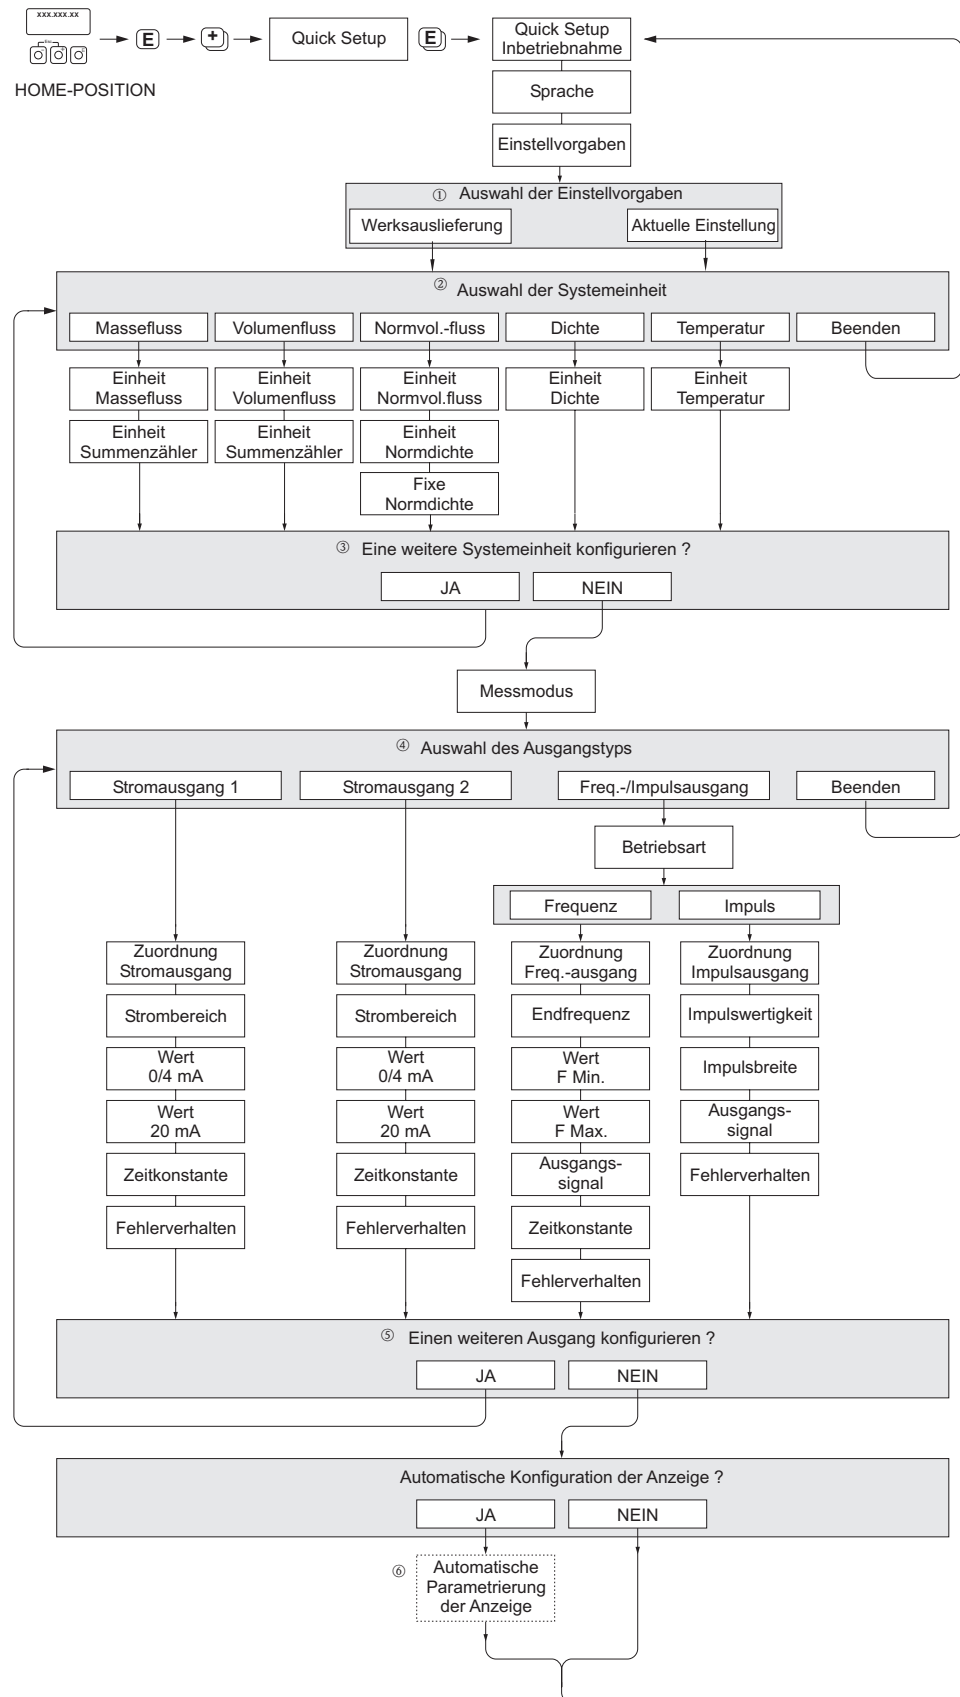 xxx.xxx.xx
Esc
- + E
E
+
Quick Setup
E
Quick Setup
Inbetriebnahme
HOME-POSITION
Sprache
Einstellvorgaben
① Auswahl der Einstellvorgaben
Werksauslieferung
Aktuelle Einstellung
② Auswahl der Systemeinheit
Massefluss
Volumenfluss
Normvol.-fluss
Dichte
Temperatur
Beenden
Einheit
Massefluss
Einheit
Volumenfluss
Einheit
Normvol.fluss
Einheit
Dichte
Einheit
Temperatur
Einheit
Summenzähler
Einheit
Summenzähler
Einheit
Normdichte
Fixe
Normdichte
③ Eine weitere Systemeinheit konfigurieren ?
JA
NEIN
Messmodus
④ Auswahl des Ausgangstyps
Stromausgang 1
Stromausgang 2
Freq.-/Impulsausgang
Beenden
Betriebsart
Frequenz
Impuls
Zuordnung
Stromausgang
Zuordnung
Stromausgang
Zuordnung
Freq.-ausgang
Zuordnung
Impulsausgang
Strombereich
Strombereich
Endfrequenz
Impulswertigkeit
Wert
0/4 mA
Wert
0/4 mA
Wert
F Min.
Impulsbreite
Wert
20 mA
Wert
20 mA
Wert
F Max.
Ausgangs-
signal
Zeitkonstante
Zeitkonstante
Ausgangs-
signal
Fehlerverhalten
Fehlerverhalten
Fehlerverhalten
Zeitkonstante
Fehlerverhalten
⑤ Einen weiteren Ausgang konfigurieren ?
JA
NEIN
Automatische Konfiguration der Anzeige ?
JA
NEIN
⑥ Automatische
Parametrierung
der Anzeige